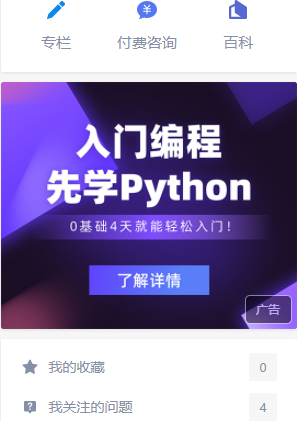 专栏 付费咨询 百科
入门编程
先学Python
0基础4天就能轻松入门！
了解详情
广告
我的收藏 0
我关注的问题 4